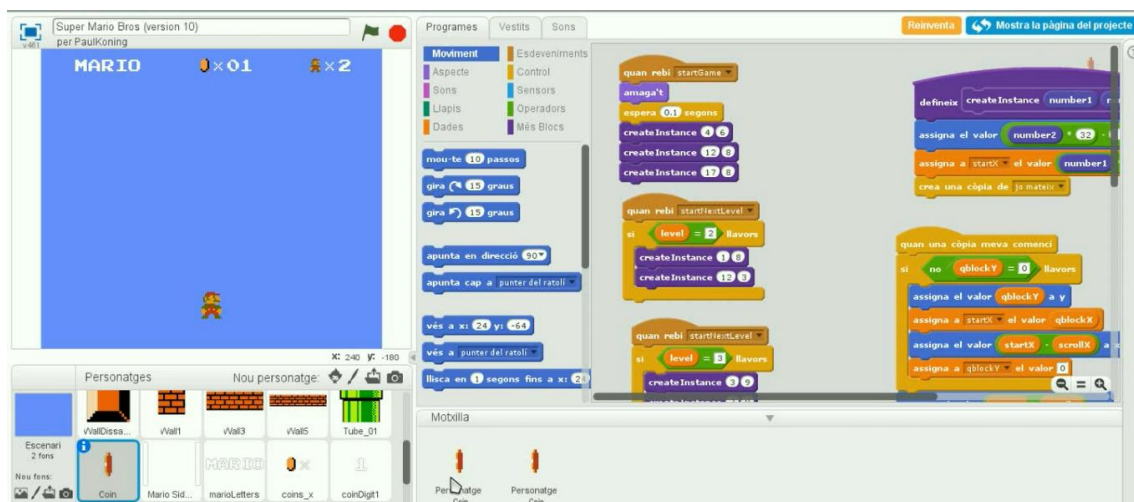 Super Mario Bros (version 10)
v461
per PaulKoning
MARIO
×01
×2
X: 240 Y: -180
Programes
Vestits
Sons
Reinventa
Mostra la pàgina del projecte
Moviment
Esdeveniments
Aspecte
Control
Sons
Sensors
Llapis
Operadors
Dades
Més Blocs
mou-te 10 passos
gira 15 graus
gira 15 graus
apunta en direcció 90
apunta cap a punter del ratolí
vés a x: 24 y: -64
vés a punter del ratolí
llisca en 1 segons fins a x: 24
quan rebi startGame
amaga't
espera 0.1 segons
createInstance 4 6
createInstance 12 8
createInstance 17 8
quan rebi startNextLevel
si level = 2 llavors
createInstance 1 8
createInstance 12 3
quan rebi startNextLevel
si level = 3 llavors
createInstance 3 9
defineix createInstance number1
assigna el valor number2 * 32 -
assigna a startX el valor number1
crea una còpia de jo mateix
quan una còpia meva comenci
si no qblockY = 0 llavors
assigna el valor qblockY a y
assigna a startX el valor qblockX
assigna el valor startX - scrollX a x
assigna a qblockY el valor 0
Personatges
Nou personatge:
Escenari
2 fons
Nou fons:
WallDissa...
Wall1
Wall3
Wall5
Tube_01
Coin
Mario Sid...
MARIO
marioLetters
×
coins_x
1
coinDigit1
Motxilla
Personatge
Coin
Personatge
Coin